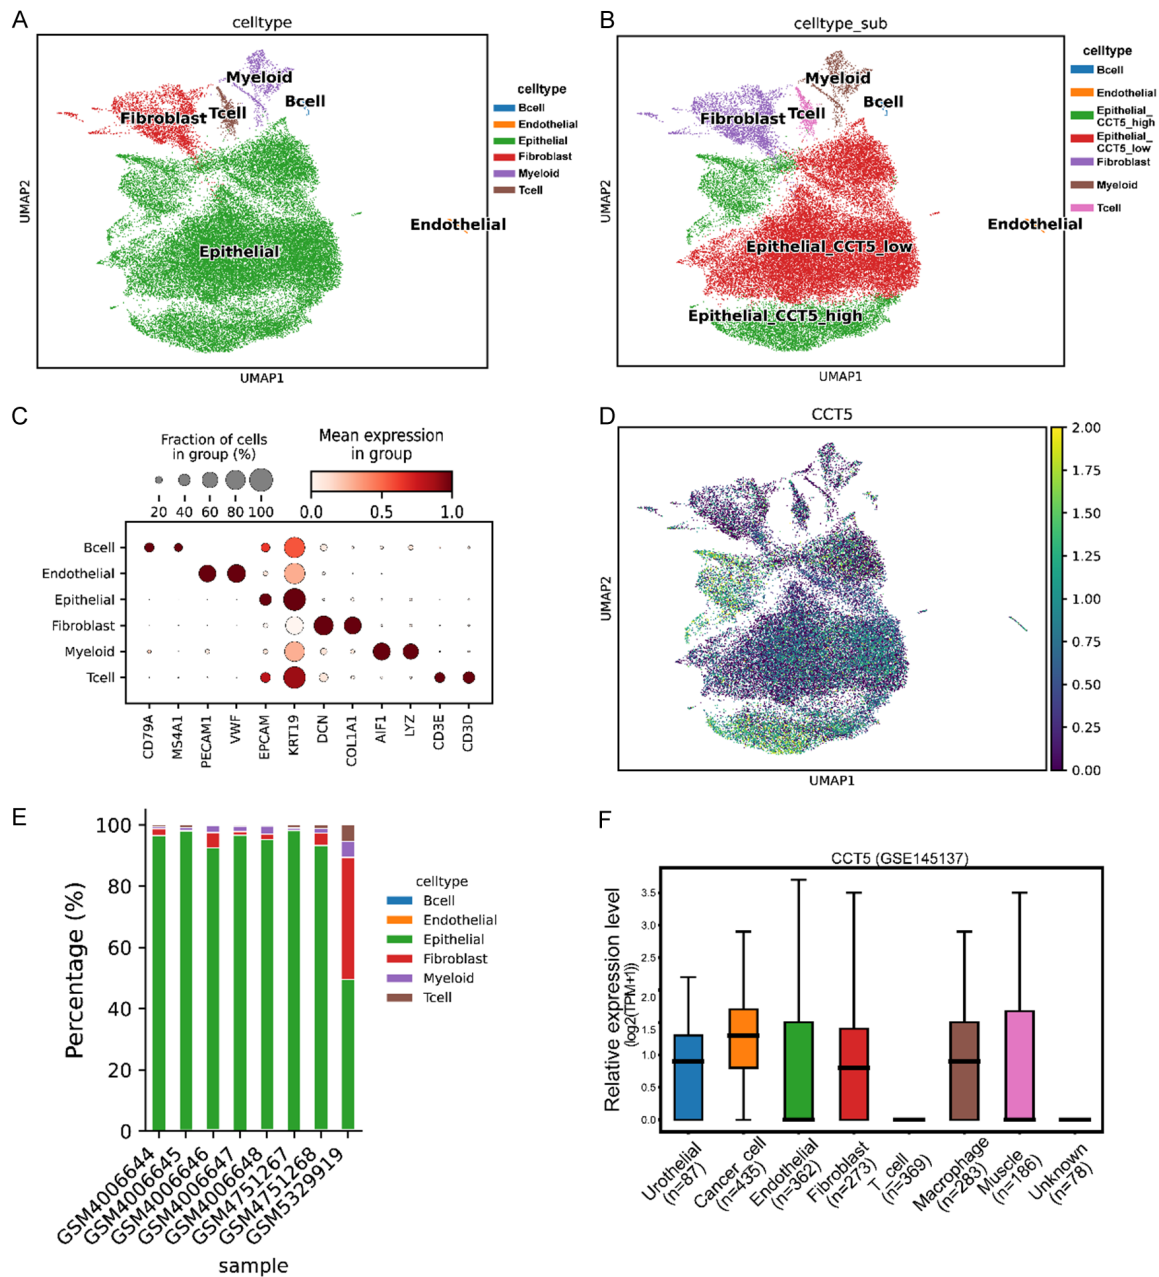 A
celltype
Myeloid
Bcell
Fibroblast
Tcell
Epithelial
Endothelial
UMAP2
UMAP1
celltype
Bcell
Endothelial
Epithelial
Fibroblast
Myeloid
Tcell
B
celltype_sub
Myeloid
Bcell
Fibroblast
Tcell
Endothelial
Epithelial_CCT5_low
Epithelial_CCT5_high
UMAP2
UMAP1
celltype
Bcell
Endothelial
Epithelial_
CCT5_high
Epithelial_
CCT5_low
Fibroblast
Myeloid
Tcell
C
Fraction of cells
in group (%)
20 40 60 80 100
Mean expression
in group
0.0 0.5 1.0
Bcell
Endothelial
Epithelial
Fibroblast
Myeloid
Tcell
CD79A
MS4A1
PECAM1
VWF
EPCAM
KRT19
DCN
COL1A1
AIF1
LYZ
CD3E
CD3D
D
CCT5
UMAP2
UMAP1
2.00
1.75
1.50
1.25
1.00
0.75
0.50
0.25
0.00
E
Percentage (%)
100
80
60
40
20
0
GSM4006644
GSM4006645
GSM4006646
GSM4006647
GSM4006648
GSM4751267
GSM4751268
GSM5329919
sample
celltype
Bcell
Endothelial
Epithelial
Fibroblast
Myeloid
Tcell
F
CCT5 (GSE145137)
Relative expression level
(log2(TPM+1))
3.5
3.0
2.5
2.0
1.5
1.0
0.5
0.0
Urothelial
(n=87)
Cancer_cell
(n=435)
Endothelial
(n=362)
Fibroblast
(n=273)
T_cell
(n=369)
Macrophage
(n=283)
Muscle
(n=186)
Unknown
(n=78)